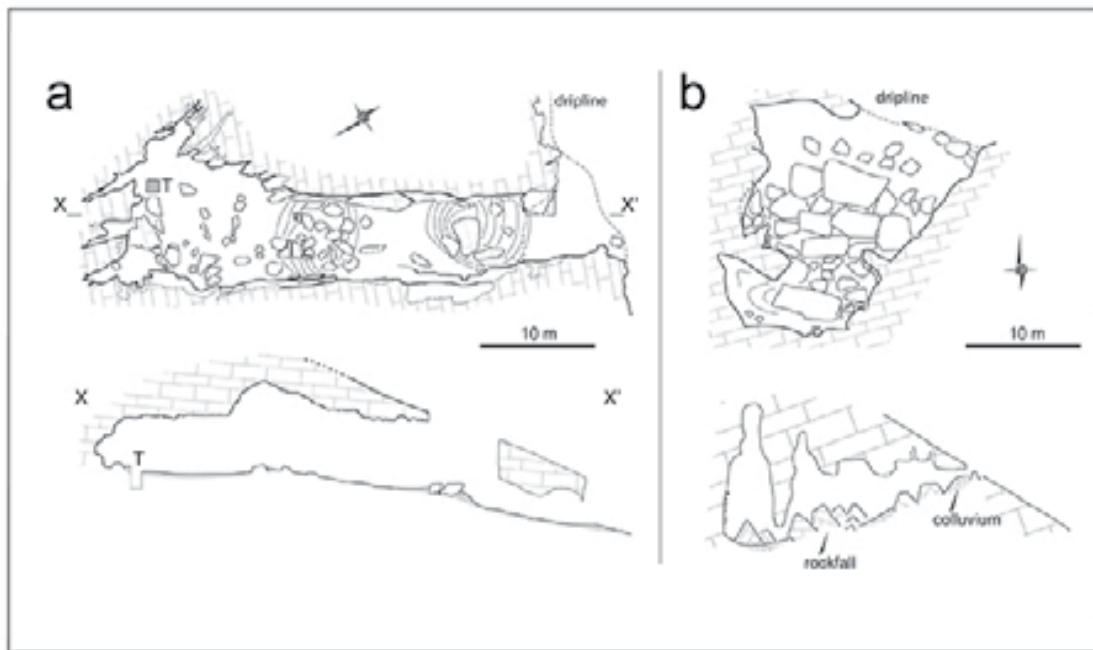 a
dripline
T
X
X'
10 m
X
X'
T
b
dripline
10 m
colluvium
rockfall